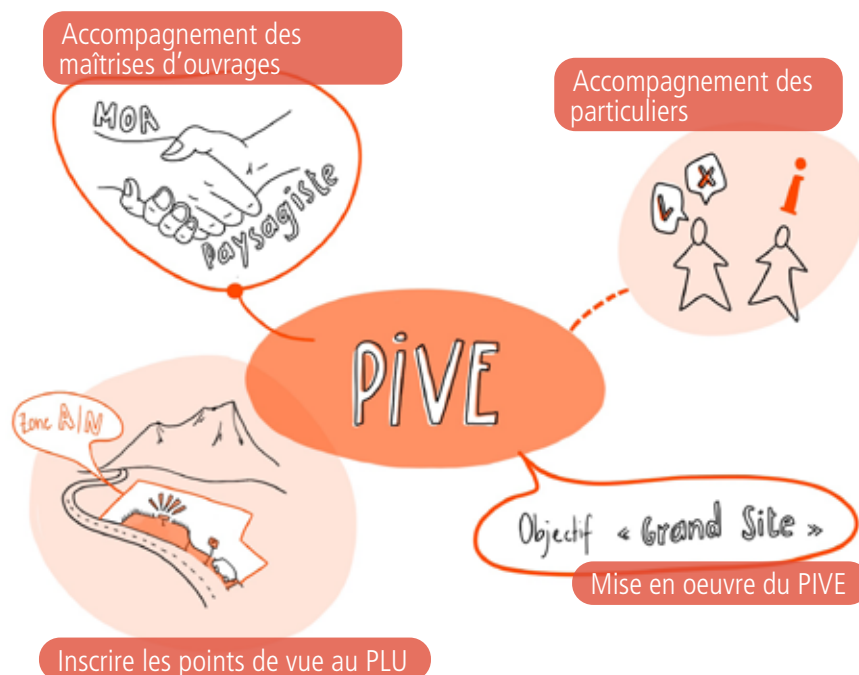 Accompagnement des
maîtrises d'ouvrages
MOA
Paysagiste
Accompagnement des
particuliers
i
PIVE
Zone A/N
Objectif « Grand Site »
Mise en oeuvre du PIVE
Inscrire les points de vue au PLU